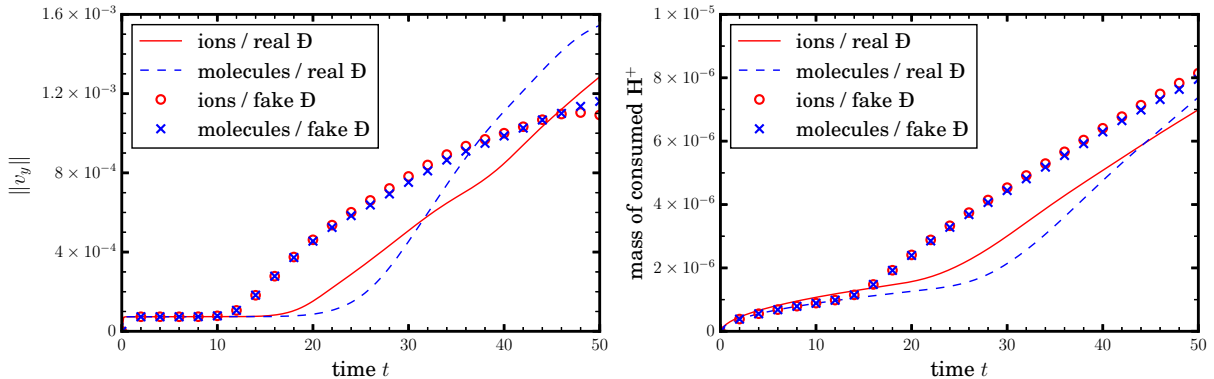 1.6 × 10⁻³
1.2 × 10⁻³
8 × 10⁻⁴
4 × 10⁻⁴
0
‖v_y‖
ions / real Đ
molecules / real Đ
ions / fake Đ
molecules / fake Đ
0 10 20 30 40 50
time t
1 × 10⁻⁵
8 × 10⁻⁶
6 × 10⁻⁶
4 × 10⁻⁶
2 × 10⁻⁶
0
mass of consumed H⁺
ions / real Đ
molecules / real Đ
ions / fake Đ
molecules / fake Đ
0 10 20 30 40 50
time t